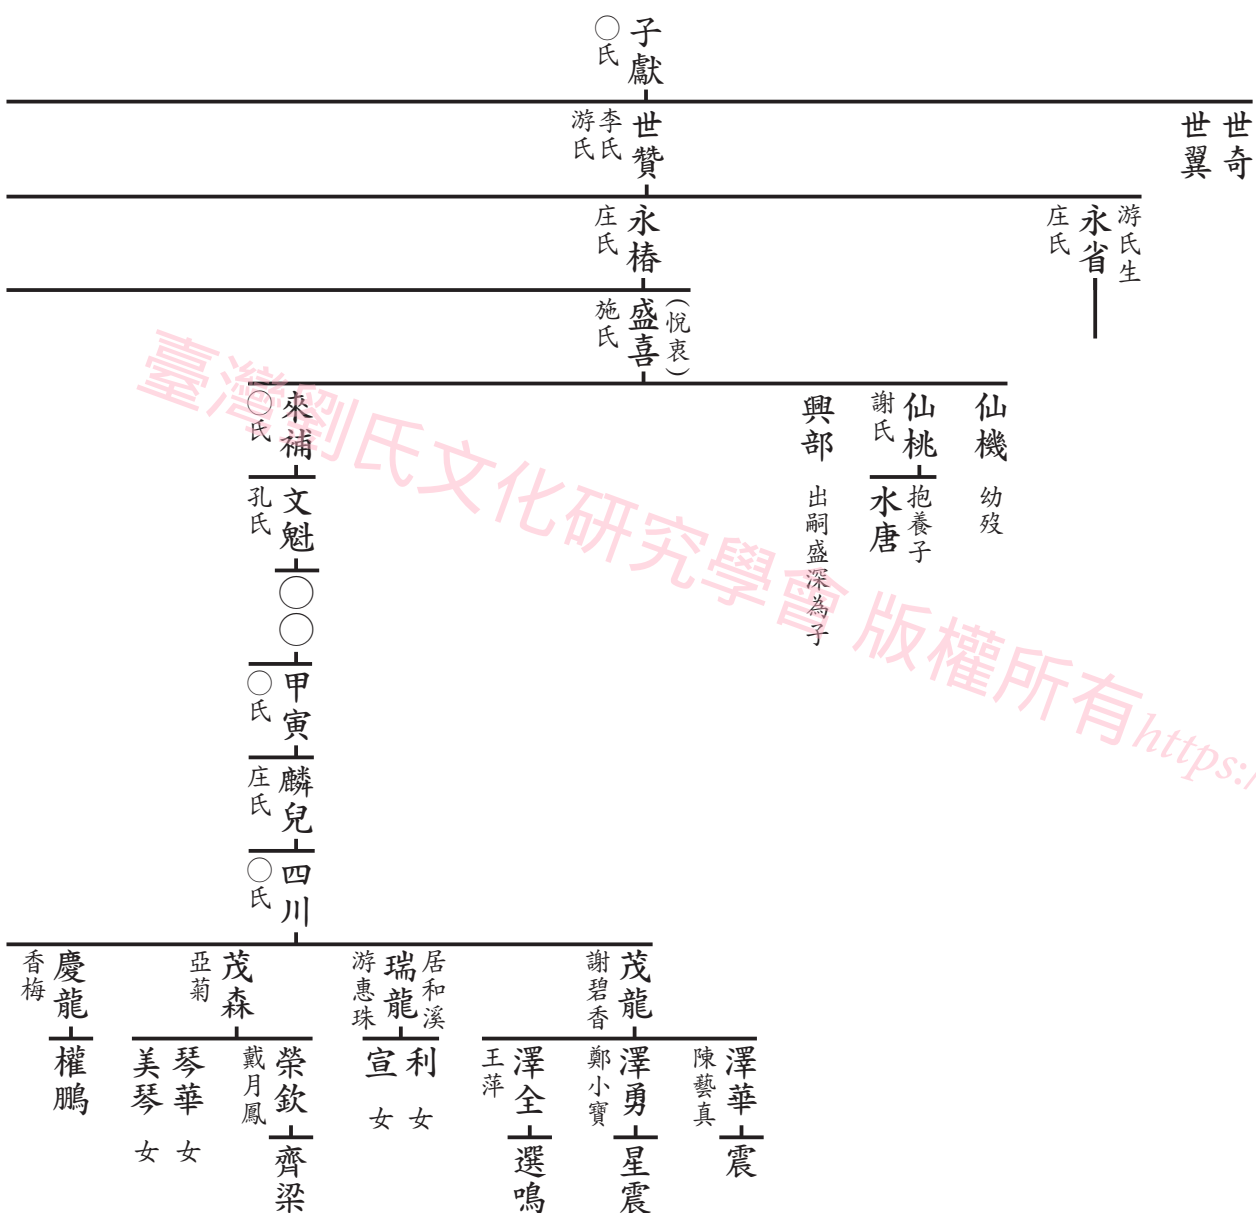 子獻
○氏
世奇
世翼
世贊
李氏
游氏
游氏生
永省
庄氏
永椿
庄氏
(悅衷)
盛喜
施氏
仙機 幼歿
仙桃
謝氏
抱養子
水唐
興部 出嗣盛深為子
來補
○氏
文魁
孔氏
○○
甲寅
○氏
麟兒
庄氏
四川
○氏
茂龍
謝碧香
居和溪
瑞龍
游惠珠
茂森
亞菊
慶龍
香梅
澤華
陳藝真
澤勇
鄭小寶
澤全
王萍
利 女
宣 女
榮欽
戴月鳳
琴華 女
美琴 女
權鵬
震
星震
選鳴
齊梁
臺灣劉氏文化研究學會 版權所有https:/